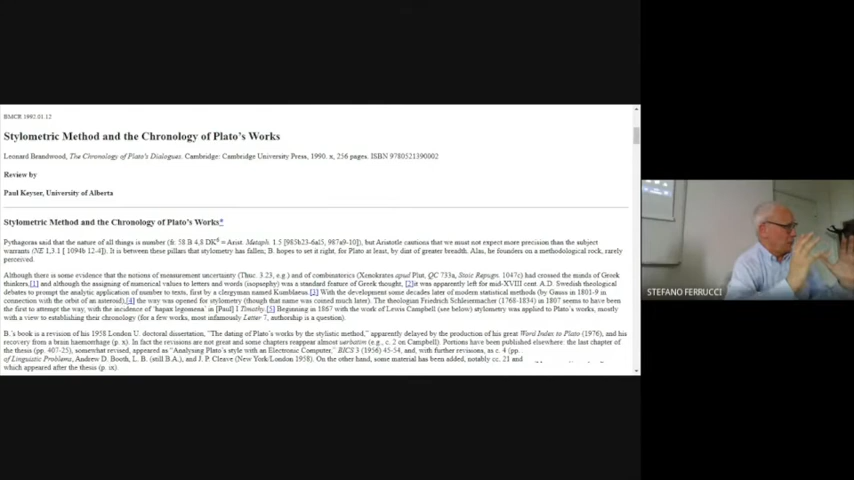 BMCR 1992.01.12
Stylometric Method and the Chronology of Plato's Works
Leonard Brandwood, The Chronology of Plato's Dialogues. Cambridge: Cambridge University Press, 1990. x, 256 pages. ISBN 9780521390002
Review by
Paul Keyser, University of Alberta
Stylometric Method and the Chronology of Plato's Works*
Pythagoras said that the nature of all things is number (fr. 58 B 4,8 DK⁶ = Arist. Metaph. 1.5 [985b23-6a25, 987a9-10]), but Aristotle cautions that we must not expect more precision than the subject
warrants (NE 1,3.1 [ 1094b 12-4]). It is between these pillars that stylometry has fallen; B. hopes to set it right, for Plato at least, by dint of greater breadth. Alas, he founders on a methodological rock, rarely
perceived.
Although there is some evidence that the notions of measurement uncertainty (Thuc. 3.23, e.g.) and of combinatorics (Xenokrates apud Plut, QC 733a, Stoic Repugn. 1047c) had crossed the minds of Greek
thinkers,[1] and although the assigning of numerical values to letters and words (isopsephy) was a standard feature of Greek thought, [2]it was apparently left for mid-XVIII cent. A.D. Swedish theological
debates to prompt the analytic application of number to texts, first by a clergyman named Kumblaeus.[3] With the development some decades later of modern statistical methods (by Gauss in 1801-9 in
connection with the orbit of an asteroid),[4] the way was opened for stylometry (though that name was coined much later). The theologian Friedrich Schleiermacher (1768-1834) in 1807 seems to have been
the first to attempt the way, with the incidence of 'hapax legomena' in [Paul] I Timothy.[5] Beginning in 1867 with the work of Lewis Campbell (see below) stylometry was applied to Plato's works, mostly
with a view to establishing their chronology (for a few works, most infamously Letter 7, authorship is a question).
B.'s book is a revision of his 1958 London U. doctoral dissertation, "The dating of Plato's works by the stylistic method," apparently delayed by the production of his great Word Index to Plato (1976), and his
recovery from a brain haemorrhage (p. x). In fact the revisions are not great and some chapters reappear almost uerbatim (e.g., c. 2 on Campbell). Portions have been published elsewhere: the last chapter of
the thesis (pp. 407-25), somewhat revised, appeared as "Analysing Plato's style with an Electronic Computer," BICS 3 (1956) 45-54, and, with further revisions, as c. 4 (pp.
of Linguistic Problems, Andrew D. Booth, L. B. (still B.A.), and J. P. Cleave (New York/London 1958). On the other hand, some material has been added, notably cc. 21 and
which appeared after the thesis (p. ix).
STEFANO FERRUCCI